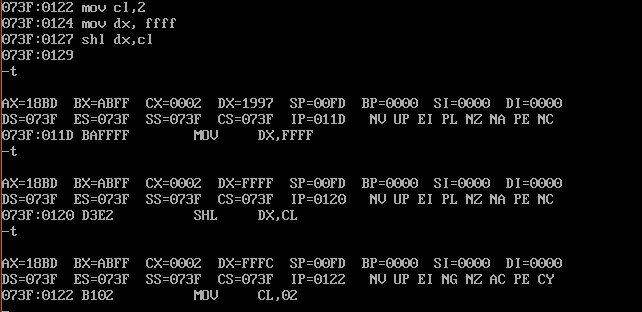 073F:0122 mov cl,2
073F:0124 mov dx, ffff
073F:0127 shl dx,cl
073F:0129
-t
AX=18BD  BX=ABFF  CX=0002  DX=1997  SP=00FD  BP=0000  SI=0000  DI=0000
DS=073F  ES=073F  SS=073F  CS=073F  IP=011D   NV UP EI PL NZ NA PE NC
073F:011D BAFFFF        MOV     DX,FFFF
-t
AX=18BD  BX=ABFF  CX=0002  DX=FFFF  SP=00FD  BP=0000  SI=0000  DI=0000
DS=073F  ES=073F  SS=073F  CS=073F  IP=0120   NV UP EI PL NZ NA PE NC
073F:0120 D3E2          SHL     DX,CL
-t
AX=18BD  BX=ABFF  CX=0002  DX=FFFC  SP=00FD  BP=0000  SI=0000  DI=0000
DS=073F  ES=073F  SS=073F  CS=073F  IP=0122   NV UP EI NG NZ AC PE CY
073F:0122 B102          MOV     CL,02